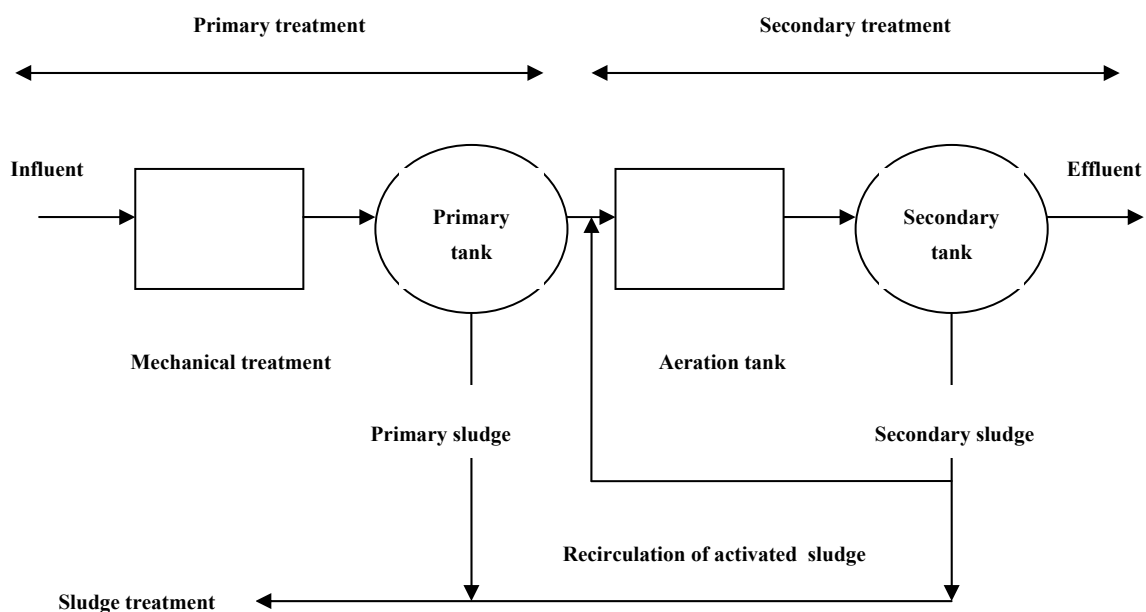 Primary treatment
Secondary treatment
Influent
Effluent
Primary
tank
Secondary
tank
Mechanical treatment
Aeration tank
Primary sludge
Secondary sludge
Recirculation of activated sludge
Sludge treatment